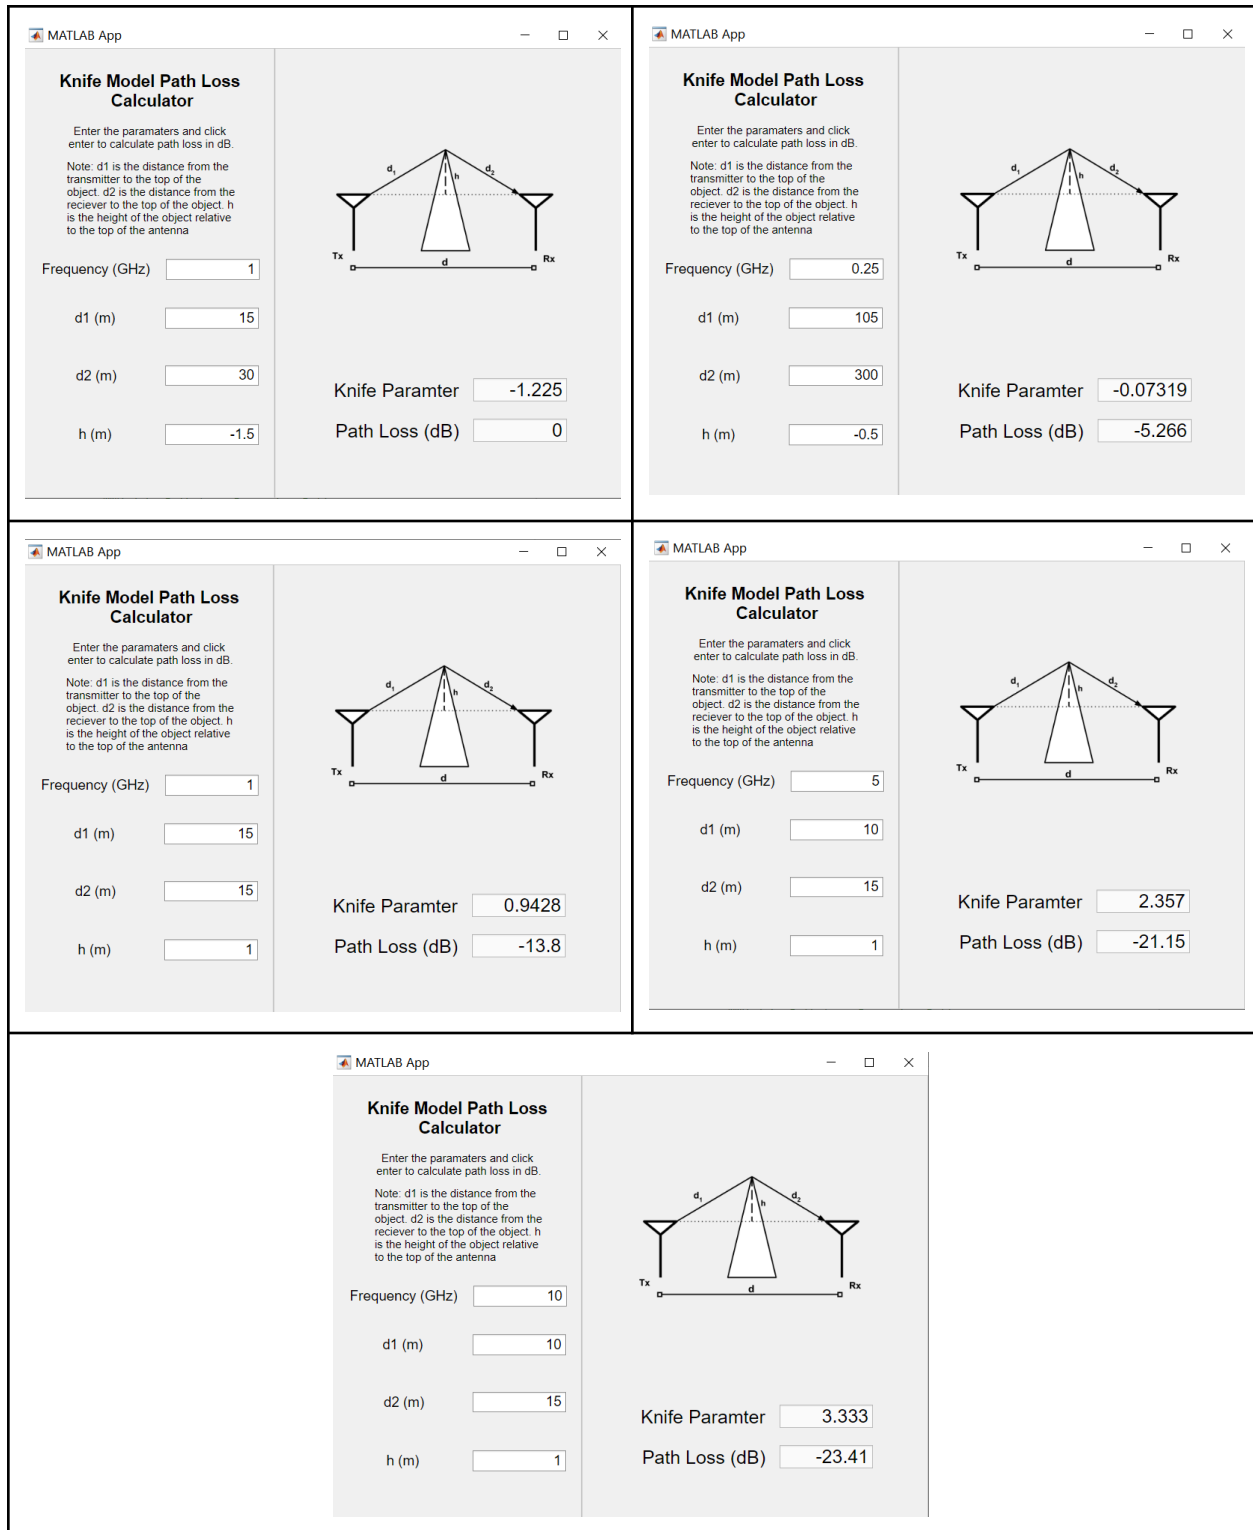 MATLAB App
Knife Model Path Loss
Calculator
Enter the paramaters and click
enter to calculate path loss in dB.
Note: d1 is the distance from the
transmitter to the top of the
object. d2 is the distance from the
reciever to the top of the object. h
is the height of the object relative
to the top of the antenna
Frequency (GHz) 1
d1 (m) 15
d2 (m) 30
h (m) -1.5
d1
d2
h
Tx
d
Rx
Knife Paramter -1.225
Path Loss (dB) 0
MATLAB App
Knife Model Path Loss
Calculator
Enter the paramaters and click
enter to calculate path loss in dB.
Note: d1 is the distance from the
transmitter to the top of the
object. d2 is the distance from the
reciever to the top of the object. h
is the height of the object relative
to the top of the antenna
Frequency (GHz) 0.25
d1 (m) 105
d2 (m) 300
h (m) -0.5
d1
d2
h
Tx
d
Rx
Knife Paramter -0.07319
Path Loss (dB) -5.266
MATLAB App
Knife Model Path Loss
Calculator
Enter the paramaters and click
enter to calculate path loss in dB.
Note: d1 is the distance from the
transmitter to the top of the
object. d2 is the distance from the
reciever to the top of the object. h
is the height of the object relative
to the top of the antenna
Frequency (GHz) 1
d1 (m) 15
d2 (m) 15
h (m) 1
d1
d2
h
Tx
d
Rx
Knife Paramter 0.9428
Path Loss (dB) -13.8
MATLAB App
Knife Model Path Loss
Calculator
Enter the paramaters and click
enter to calculate path loss in dB.
Note: d1 is the distance from the
transmitter to the top of the
object. d2 is the distance from the
reciever to the top of the object. h
is the height of the object relative
to the top of the antenna
Frequency (GHz) 5
d1 (m) 10
d2 (m) 15
h (m) 1
d1
d2
h
Tx
d
Rx
Knife Paramter 2.357
Path Loss (dB) -21.15
MATLAB App
Knife Model Path Loss
Calculator
Enter the paramaters and click
enter to calculate path loss in dB.
Note: d1 is the distance from the
transmitter to the top of the
object. d2 is the distance from the
reciever to the top of the object. h
is the height of the object relative
to the top of the antenna
Frequency (GHz) 10
d1 (m) 10
d2 (m) 15
h (m) 1
d1
d2
h
Tx
d
Rx
Knife Paramter 3.333
Path Loss (dB) -23.41